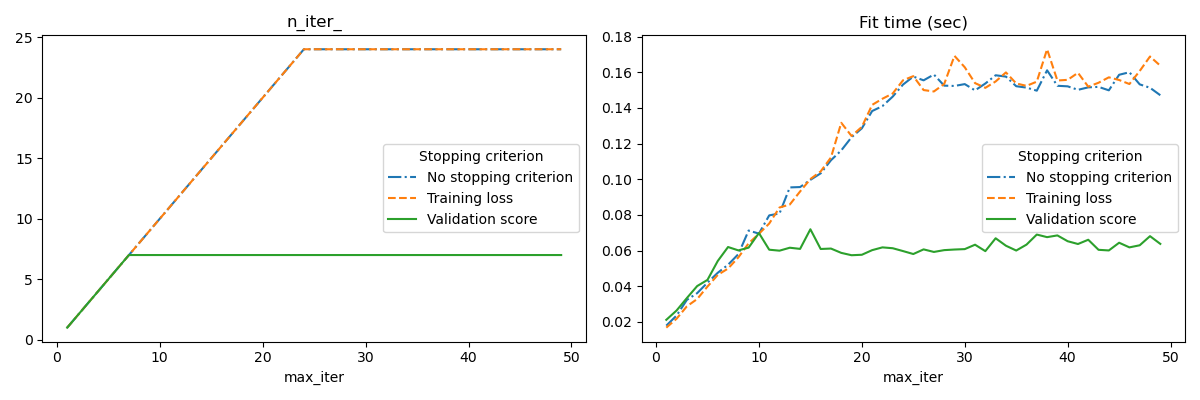 n_iter_
25
20
15
10
5
0
Stopping criterion
No stopping criterion
Training loss
Validation score
0 10 20 30 40 50
max_iter
Fit time (sec)
0.18
0.16
0.14
0.12
0.10
0.08
0.06
0.04
0.02
Stopping criterion
No stopping criterion
Training loss
Validation score
0 10 20 30 40 50
max_iter